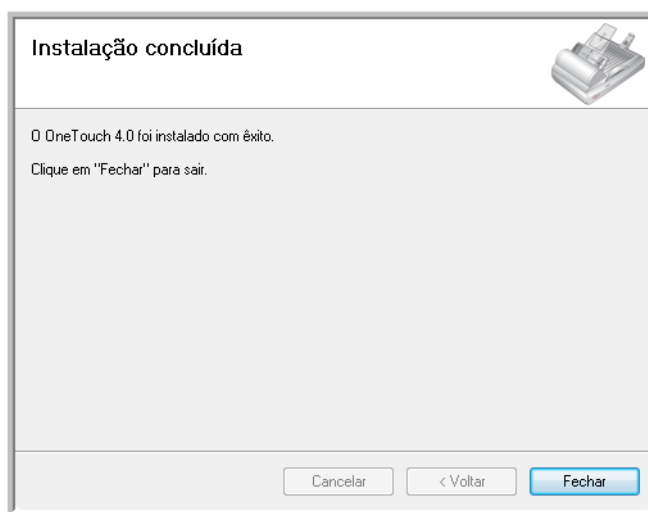 Instalação concluída
O OneTouch 4.0 foi instalado com êxito.
Clique em "Fechar" para sair.
Cancelar
< Voltar
Fechar